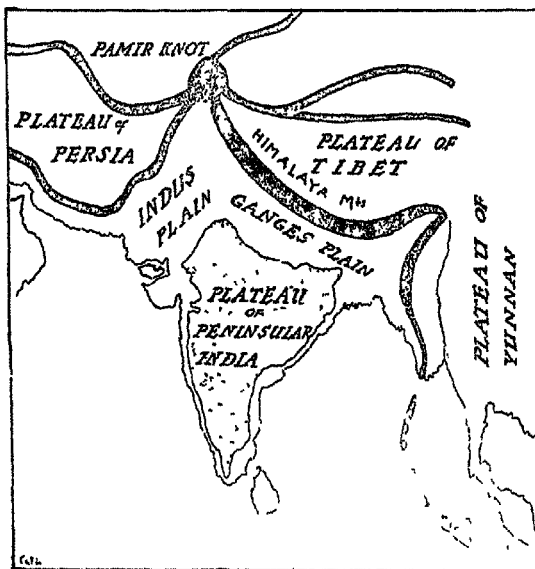 PAMIR KNOT
PLATEAU of
PERSIA
PLATEAU OF
TIBET
HIMALAYA Mts
INDUS
PLAIN
GANGES PLAIN
PLATEAU OF
YUNNAN
PLATEAU
OF
PENINSULAR
INDIA